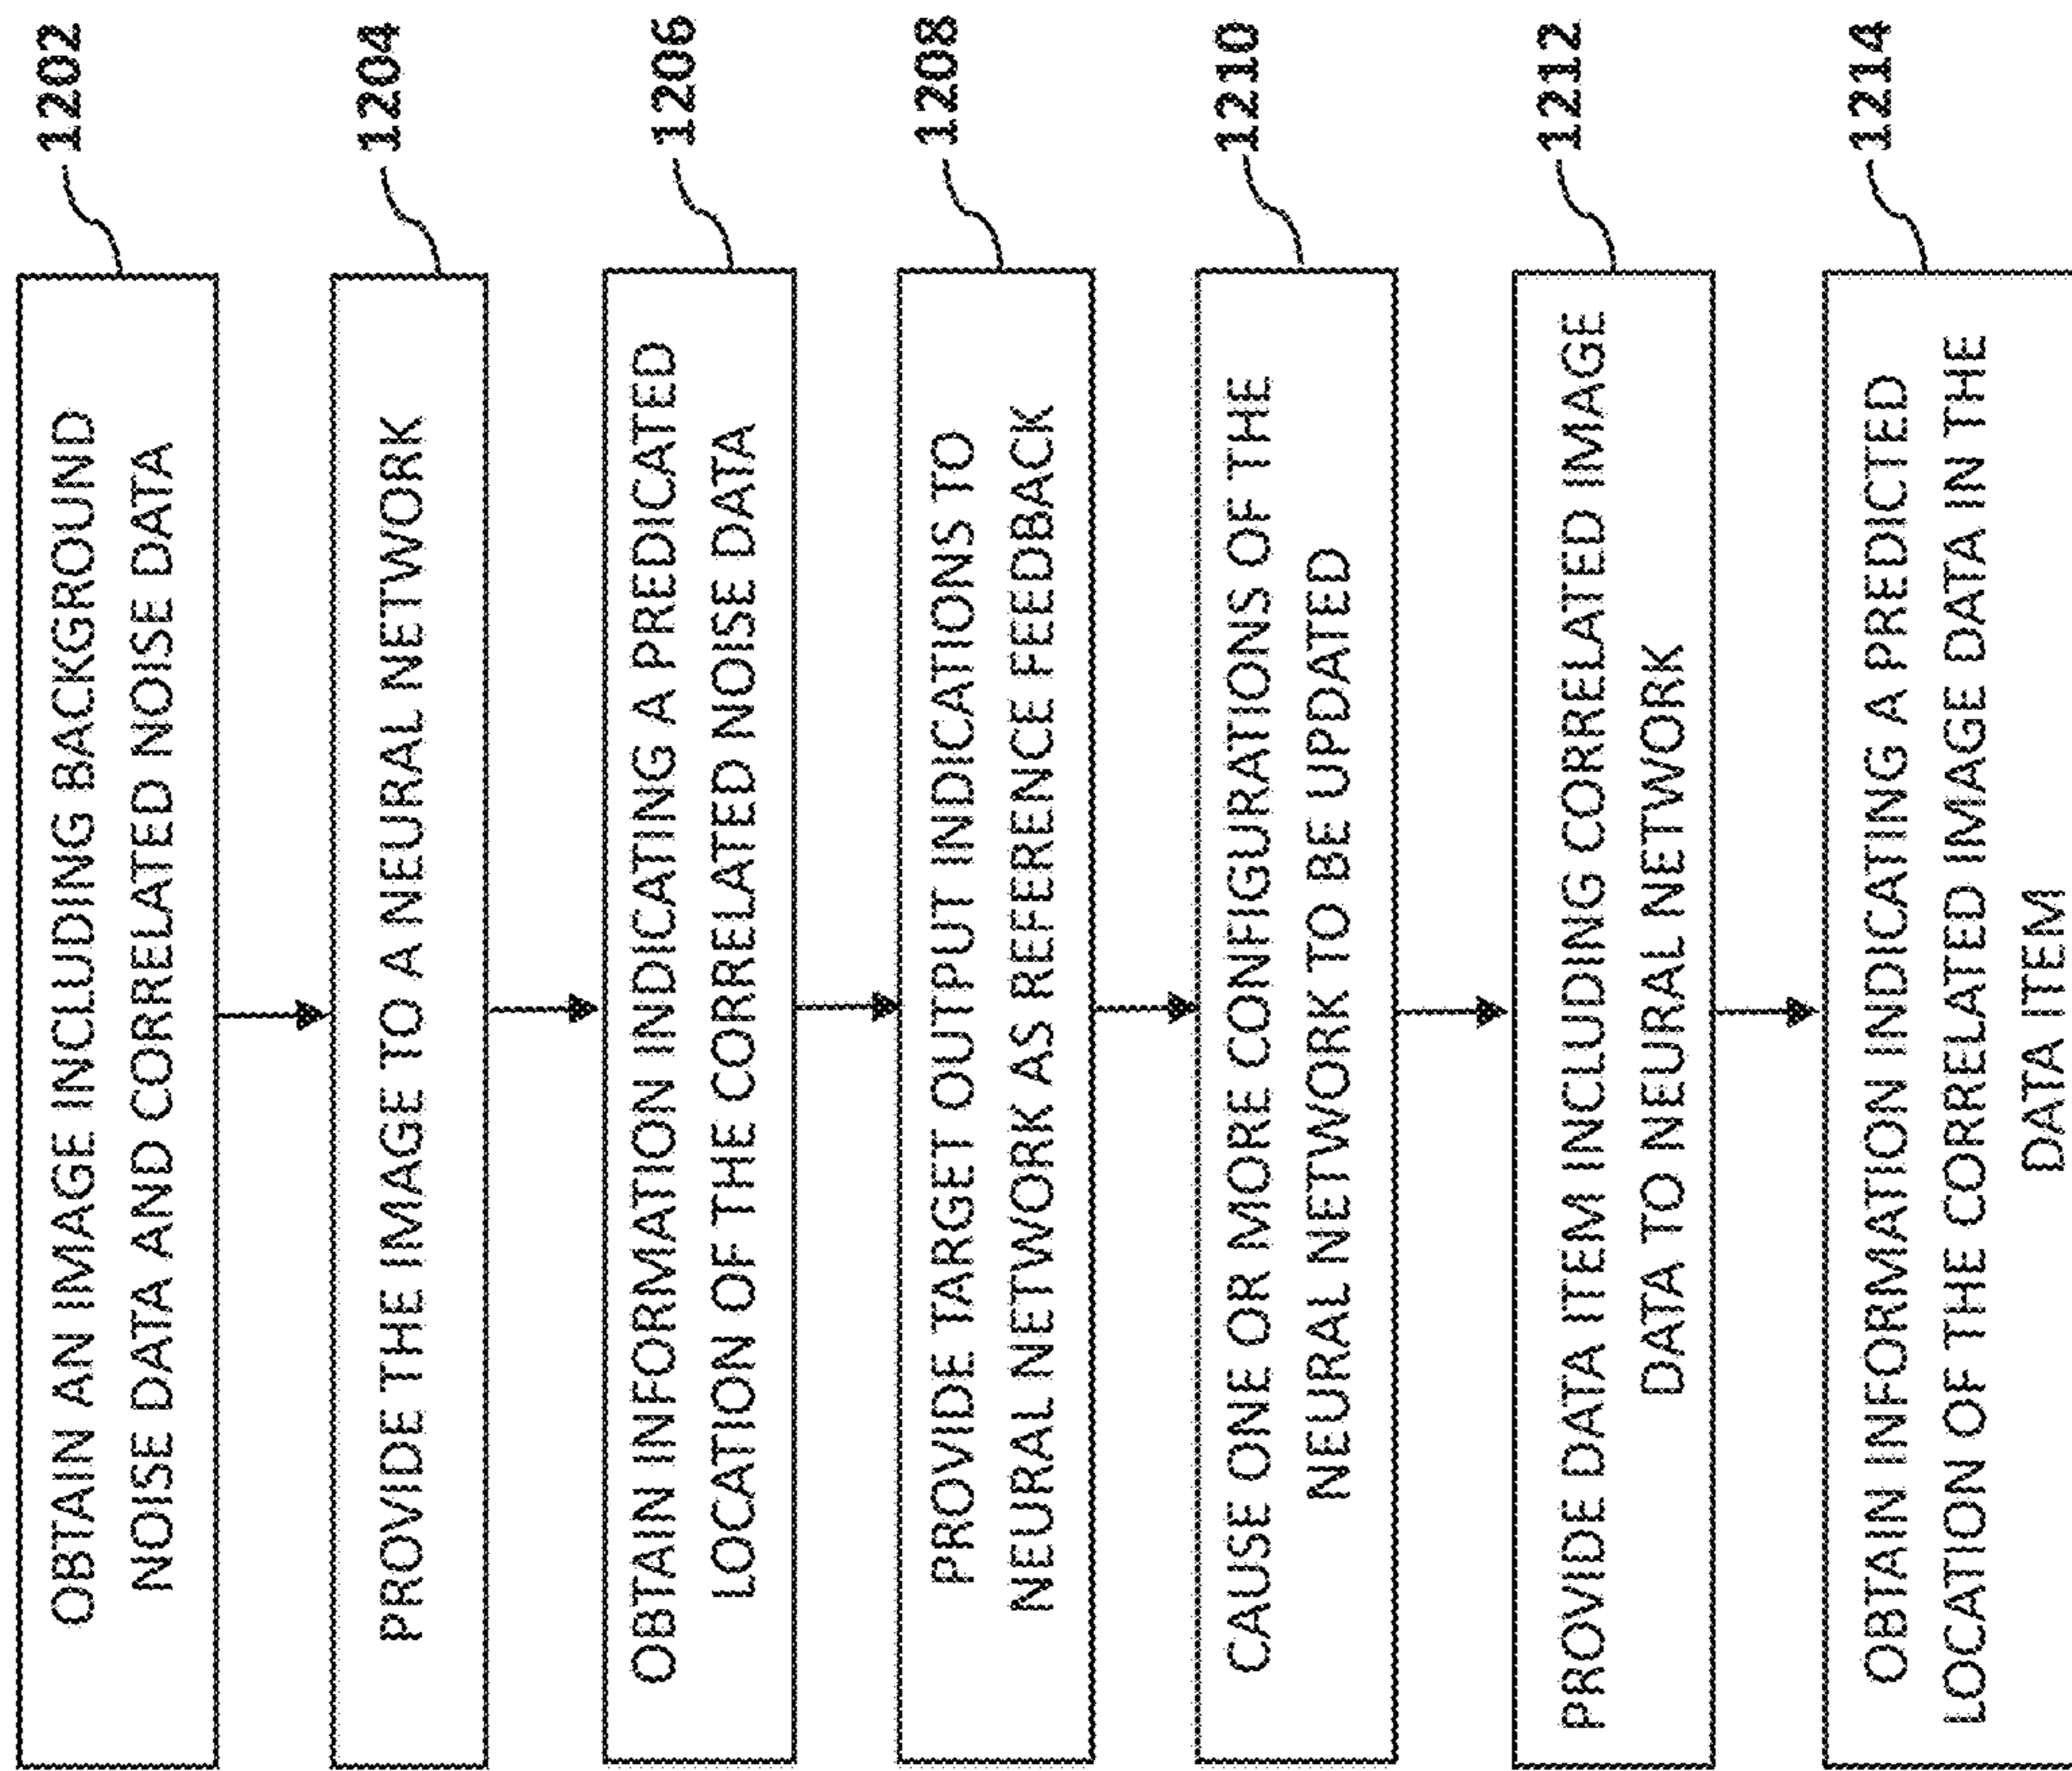 OBTAIN AN IMAGE INCLUDING BACKGROUND
NOISE DATA AND CORRELATED NOISE DATA
1202
PROVIDE THE IMAGE TO A NEURAL NETWORK
1204
OBTAIN INFORMATION INDICATING A PREDICATED
LOCATION OF THE CORRELATED NOISE DATA
1206
PROVIDE TARGET OUTPUT INDICATIONS TO
NEURAL NETWORK AS REFERENCE FEEDBACK
1208
CAUSE ONE OR MORE CONFIGURATIONS OF THE
NEURAL NETWORK TO BE UPDATED
1210
PROVIDE DATA ITEM INCLUDING CORRELATED IMAGE
DATA TO NEURAL NETWORK
1212
OBTAIN INFORMATION INDICATING A PREDICTED
LOCATION OF THE CORRELATED IMAGE DATA IN THE
DATA ITEM
1214